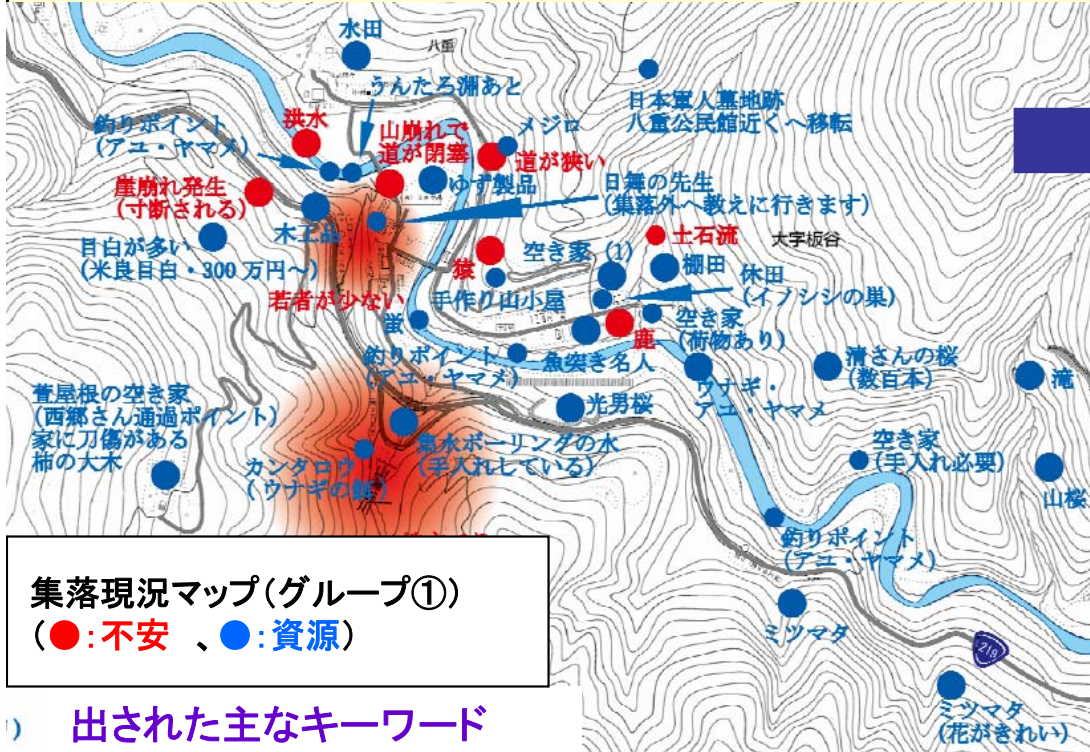 水田
八重
うんたろ淵あと
日本軍人墓地跡
八重公民館近くへ移転
釣りポイント
(アユ・ヤマメ)
洪水
山崩れで
道が閉塞
メジロ
道が狭い
ゆず製品
日舞の先生
(集落外へ教えに行きます)
崖崩れ発生
(寸断される)
木工品
目白が多い
(米良目白・300万円～)
猿
空き家 (1)
土石流
大字板谷
棚田
休田
(イノシシの巣)
若者が少ない
手作り山小屋
蛍
鹿
空き家
(荷物あり)
釣りポイント
(アユ・ヤマメ)
魚突き名人
ウナギ・
アユ・ヤマメ
清さんの桜
(数百本)
滝
光男桜
萱屋根の空き家
(西郷さん通過ポイント)
家に刀傷がある
柿の大木
集水ボーリングの水
(手入れしている)
カンタロウ
(ウナギの餌)
空き家
(手入れ必要)
山桜
釣りポイント
(アユ・ヤマメ)
ミツマタ
219
ミツマタ
(花がきれい)
集落現況マップ(グループ①)
(●:不安 、●:資源)
出された主なキーワード